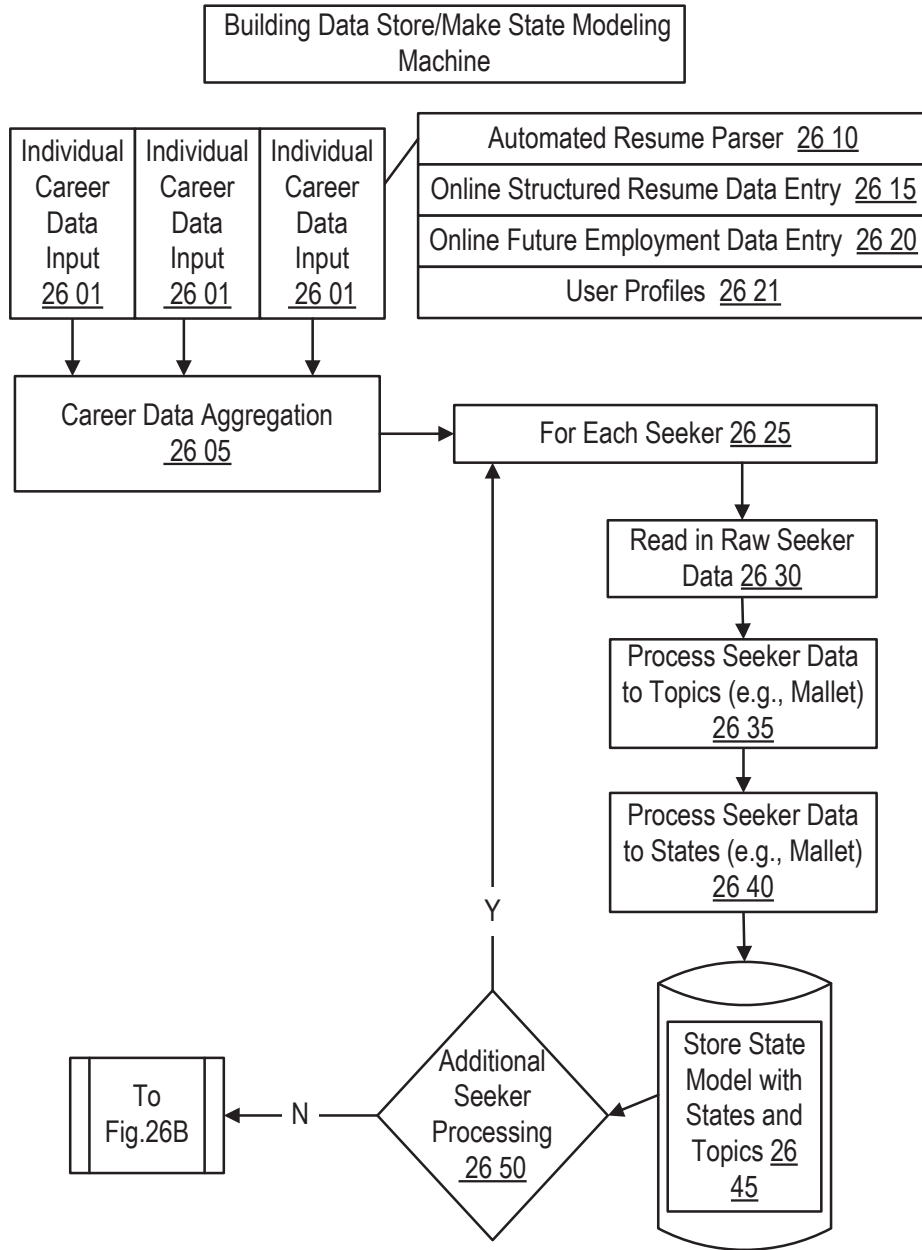 Building Data Store/Make State Modeling
Machine
Individual
Career
Data
Input
26 01
Individual
Career
Data
Input
26 01
Individual
Career
Data
Input
26 01
Automated Resume Parser 26 10
Online Structured Resume Data Entry 26 15
Online Future Employment Data Entry 26 20
User Profiles 26 21
Career Data Aggregation
26 05
For Each Seeker 26 25
Read in Raw Seeker
Data 26 30
Process Seeker Data
to Topics (e.g., Mallet)
26 35
Process Seeker Data
to States (e.g., Mallet)
26 40
Y
Store State
Model with
States and
Topics 26
45
Additional
Seeker
Processing
26 50
N
To
Fig.26B